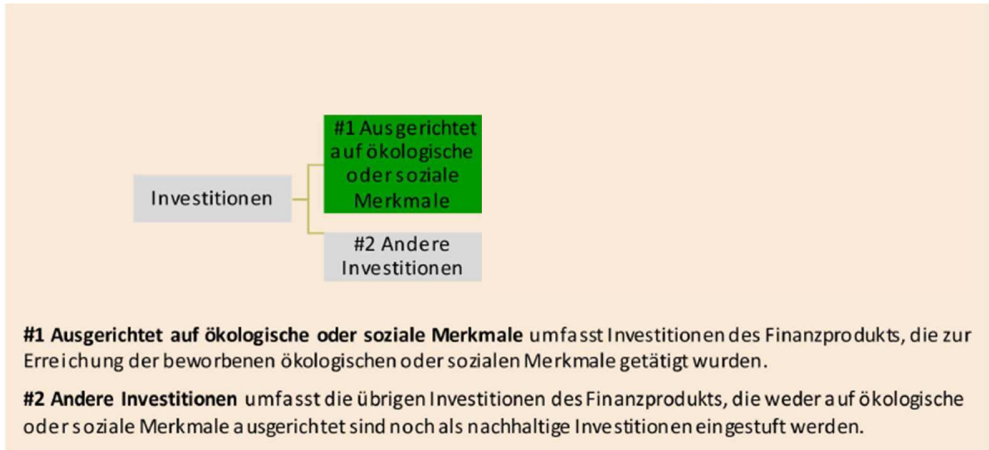 #1 Ausgerichtet
auf ökologische
oder soziale
Merkmale
Investitionen
#2 Andere
Investitionen
#1 Ausgerichtet auf ökologische oder soziale Merkmale umfasst Investitionen des Finanzprodukts, die zur
Erreichung der beworbenen ökologischen oder sozialen Merkmale getätigt wurden.
#2 Andere Investitionen umfasst die übrigen Investitionen des Finanzprodukts, die weder auf ökologische
oder soziale Merkmale ausgerichtet sind noch als nachhaltige Investitionen eingestuft werden.